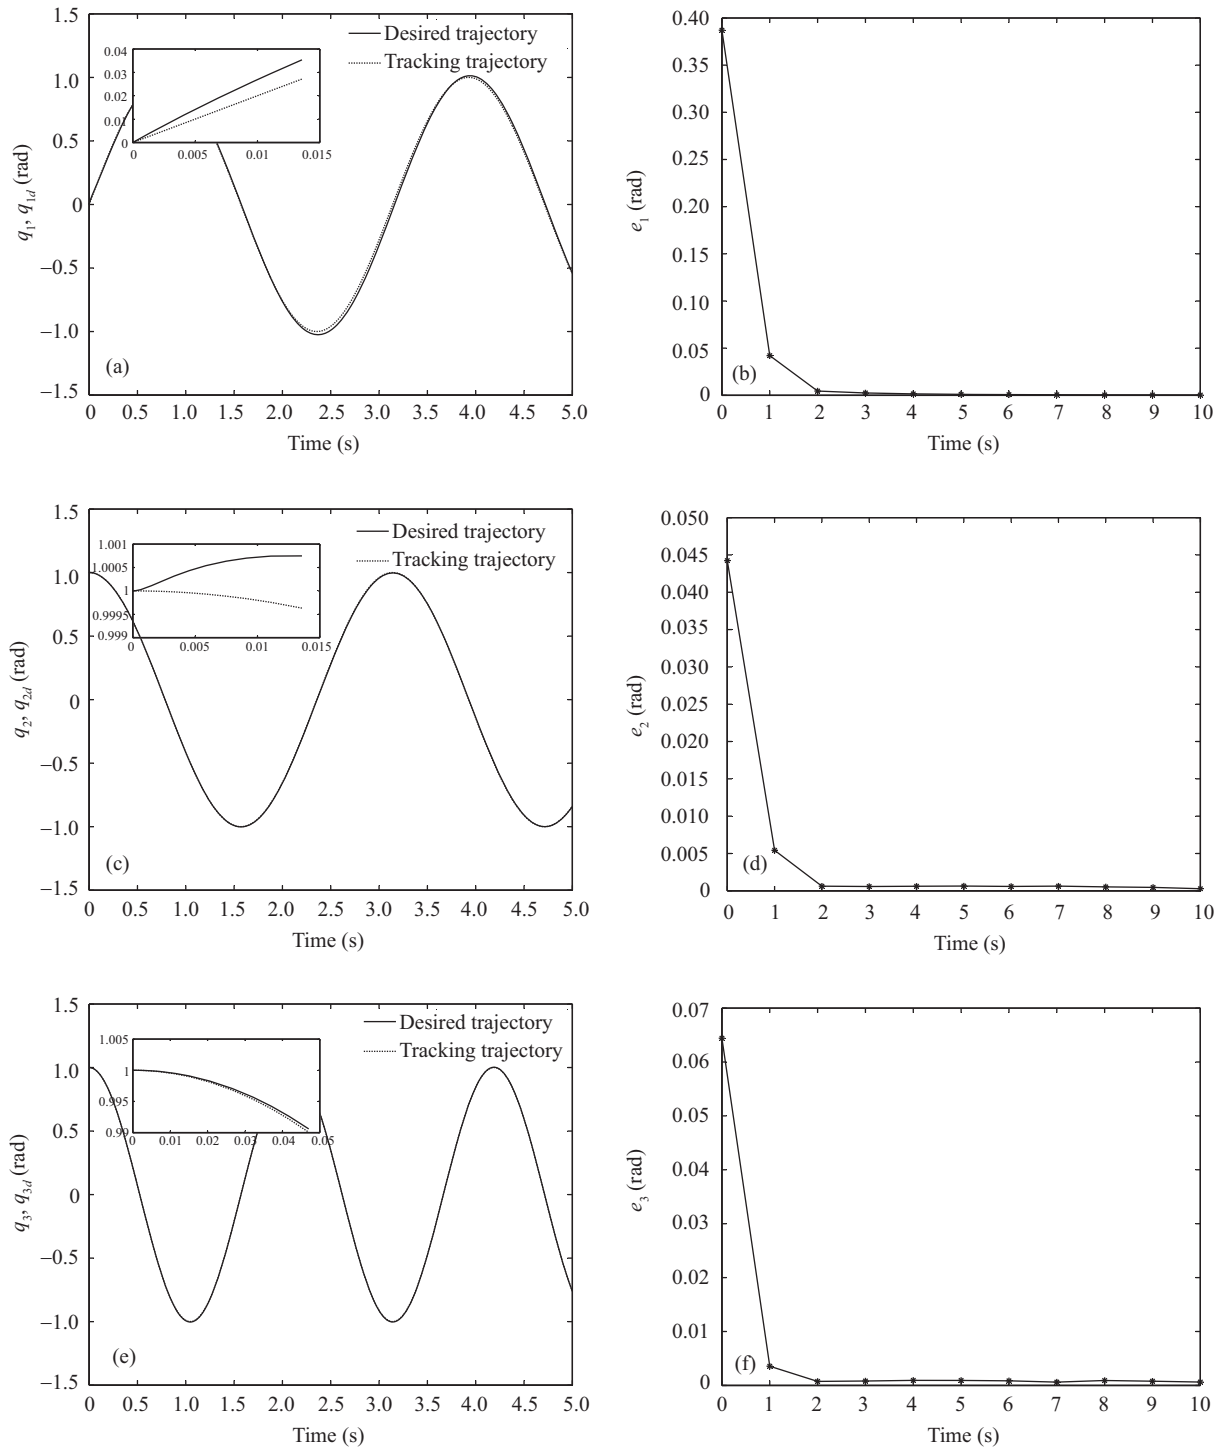 1.5
1.0
0.5
0
−0.5
−1.0
−1.5
q1, q1d (rad)
Desired trajectory
Tracking trajectory
0.04
0.03
0.02
0.01
0
0 0.005 0.01 0.015
(a)
0 0.5 1.0 1.5 2.0 2.5 3.0 3.5 4.0 4.5 5.0
Time (s)
0.40
0.35
0.30
0.25
0.20
0.15
0.10
0.05
0
e1 (rad)
(b)
0 1 2 3 4 5 6 7 8 9 10
Time (s)
1.5
1.0
0.5
0
−0.5
−1.0
−1.5
q2, q2d (rad)
Desired trajectory
Tracking trajectory
1.001
1.0005
1
0.9995
0.999
0 0.005 0.01 0.015
(c)
0 0.5 1.0 1.5 2.0 2.5 3.0 3.5 4.0 4.5 5.0
Time (s)
0.050
0.045
0.040
0.035
0.030
0.025
0.020
0.015
0.010
0.005
0
e2 (rad)
(d)
0 1 2 3 4 5 6 7 8 9 10
Time (s)
1.5
1.0
0.5
0
−0.5
−1.0
−1.5
q3, q3d (rad)
Desired trajectory
Tracking trajectory
1.005
1
0.995
0.99
0 0.01 0.02 0.03 0.04 0.05
(e)
0 0.5 1.0 1.5 2.0 2.5 3.0 3.5 4.0 4.5 5.0
Time (s)
0.07
0.06
0.05
0.04
0.03
0.02
0.01
0
e3 (rad)
(f)
0 1 2 3 4 5 6 7 8 9 10
Time (s)